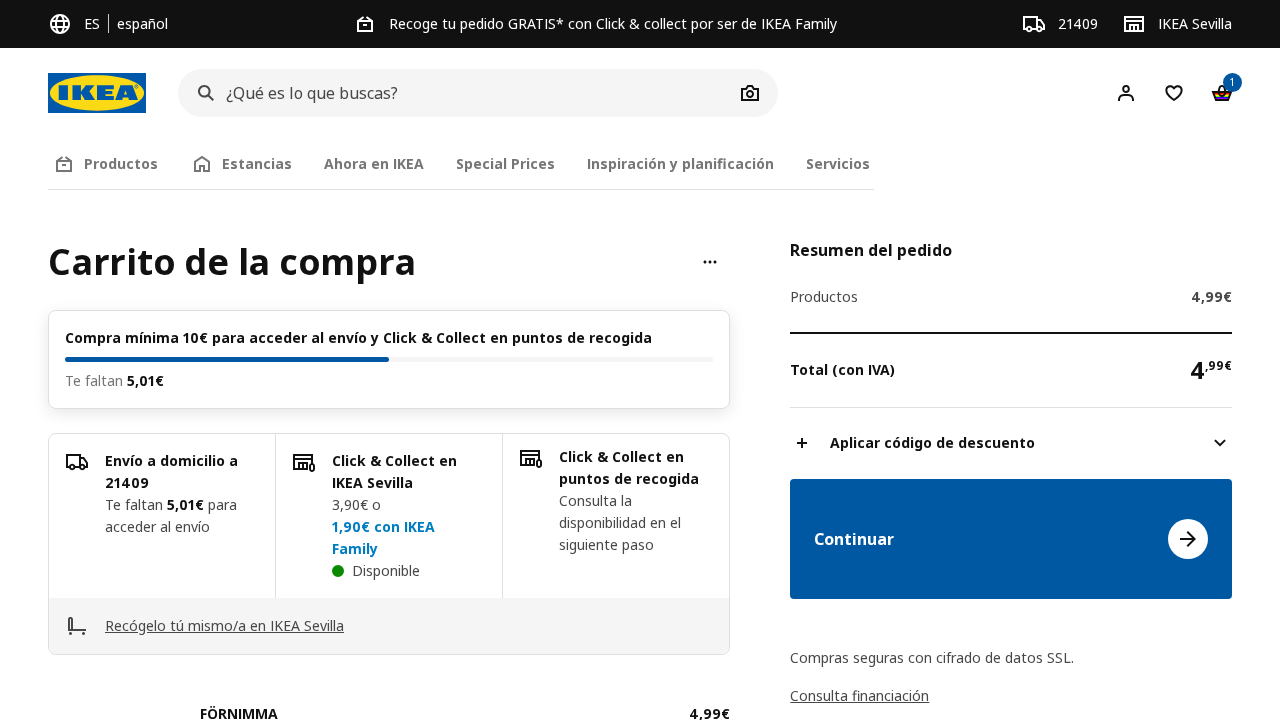 ES | español
Recoge tu pedido GRATIS* con Click & collect por ser de IKEA Family
21409
IKEA Sevilla
IKEA
¿Qué es lo que buscas?
1
Productos
Estancias
Ahora en IKEA
Special Prices
Inspiración y planificación
Servicios
Carrito de la compra
Compra mínima 10€ para acceder al envío y Click & Collect en puntos de recogida
Te faltan 5,01€
Envío a domicilio a
21409
Te faltan 5,01€ para
acceder al envío
Click & Collect en
IKEA Sevilla
3,90€ o
1,90€ con IKEA
Family
Disponible
Click & Collect en
puntos de recogida
Consulta la
disponibilidad en el
siguiente paso
Recógelo tú mismo/a en IKEA Sevilla
FÖRNIMMA
4,99€
Resumen del pedido
Productos
4,99€
Total (con IVA)
4,99€
Aplicar código de descuento
Continuar
Compras seguras con cifrado de datos SSL.
Consulta financiación